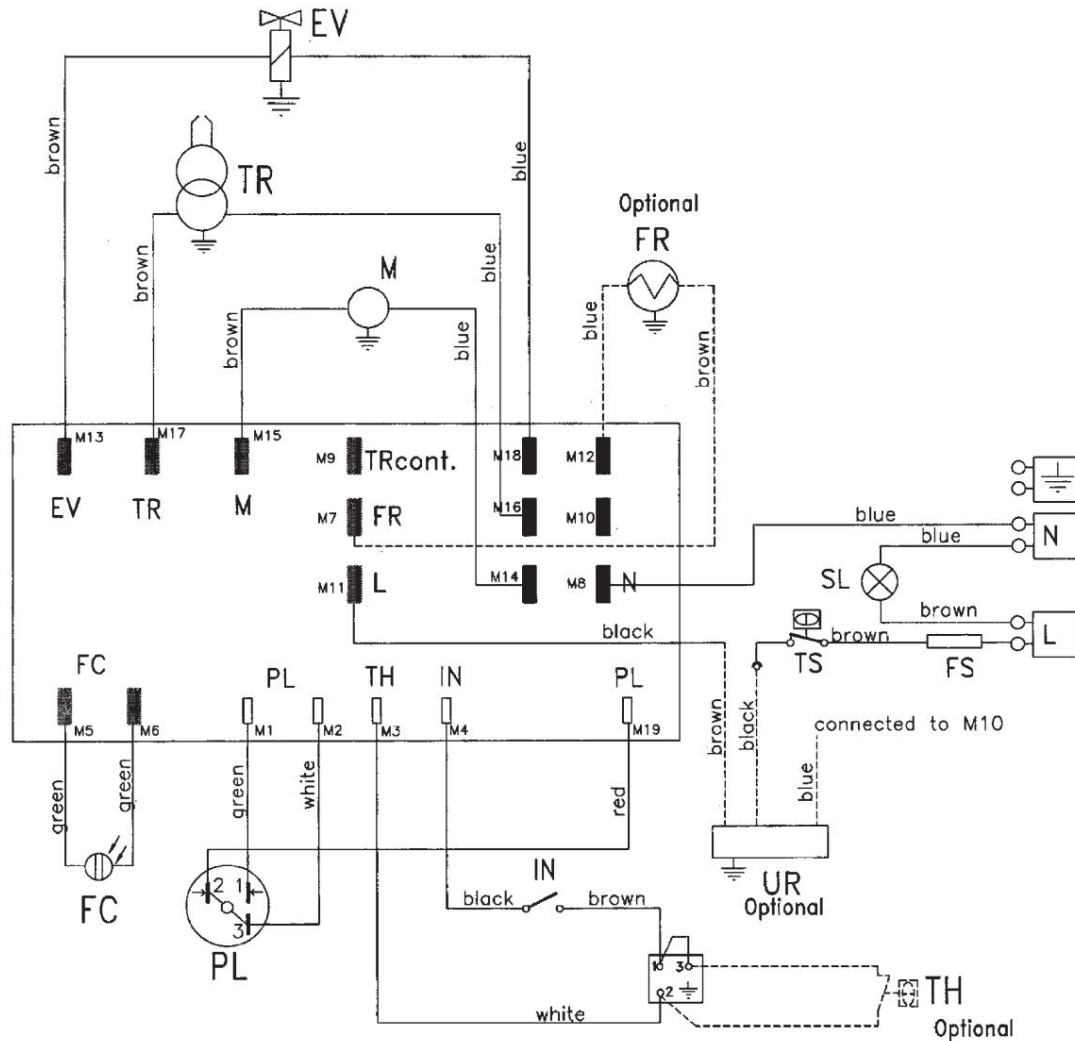 EV
brown
blue
TR
brown
blue
Optional
FR
M
brown
blue
blue
brown
M13
M17
M15
M9
TRcont.
M18
M12
EV
TR
M
M7
FR
M16
M10
M11
L
M14
M8
N
blue
N
blue
SL
brown
L
black
brown
TS
FS
FC
PL
TH
IN
PL
M5
M6
M1
M2
M3
M4
M19
connected to M10
green
green
green
white
red
brown
black
blue
FC
2
1
3
PL
IN
black
brown
UR
Optional
1
3
2
white
TH
Optional